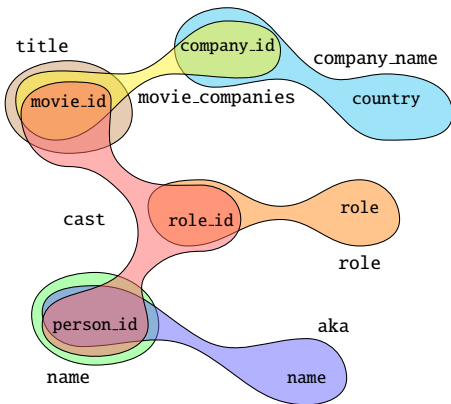 title
company_id
company_name
movie_id
movie_companies
country
cast
role_id
role
role
person_id
aka
name
name